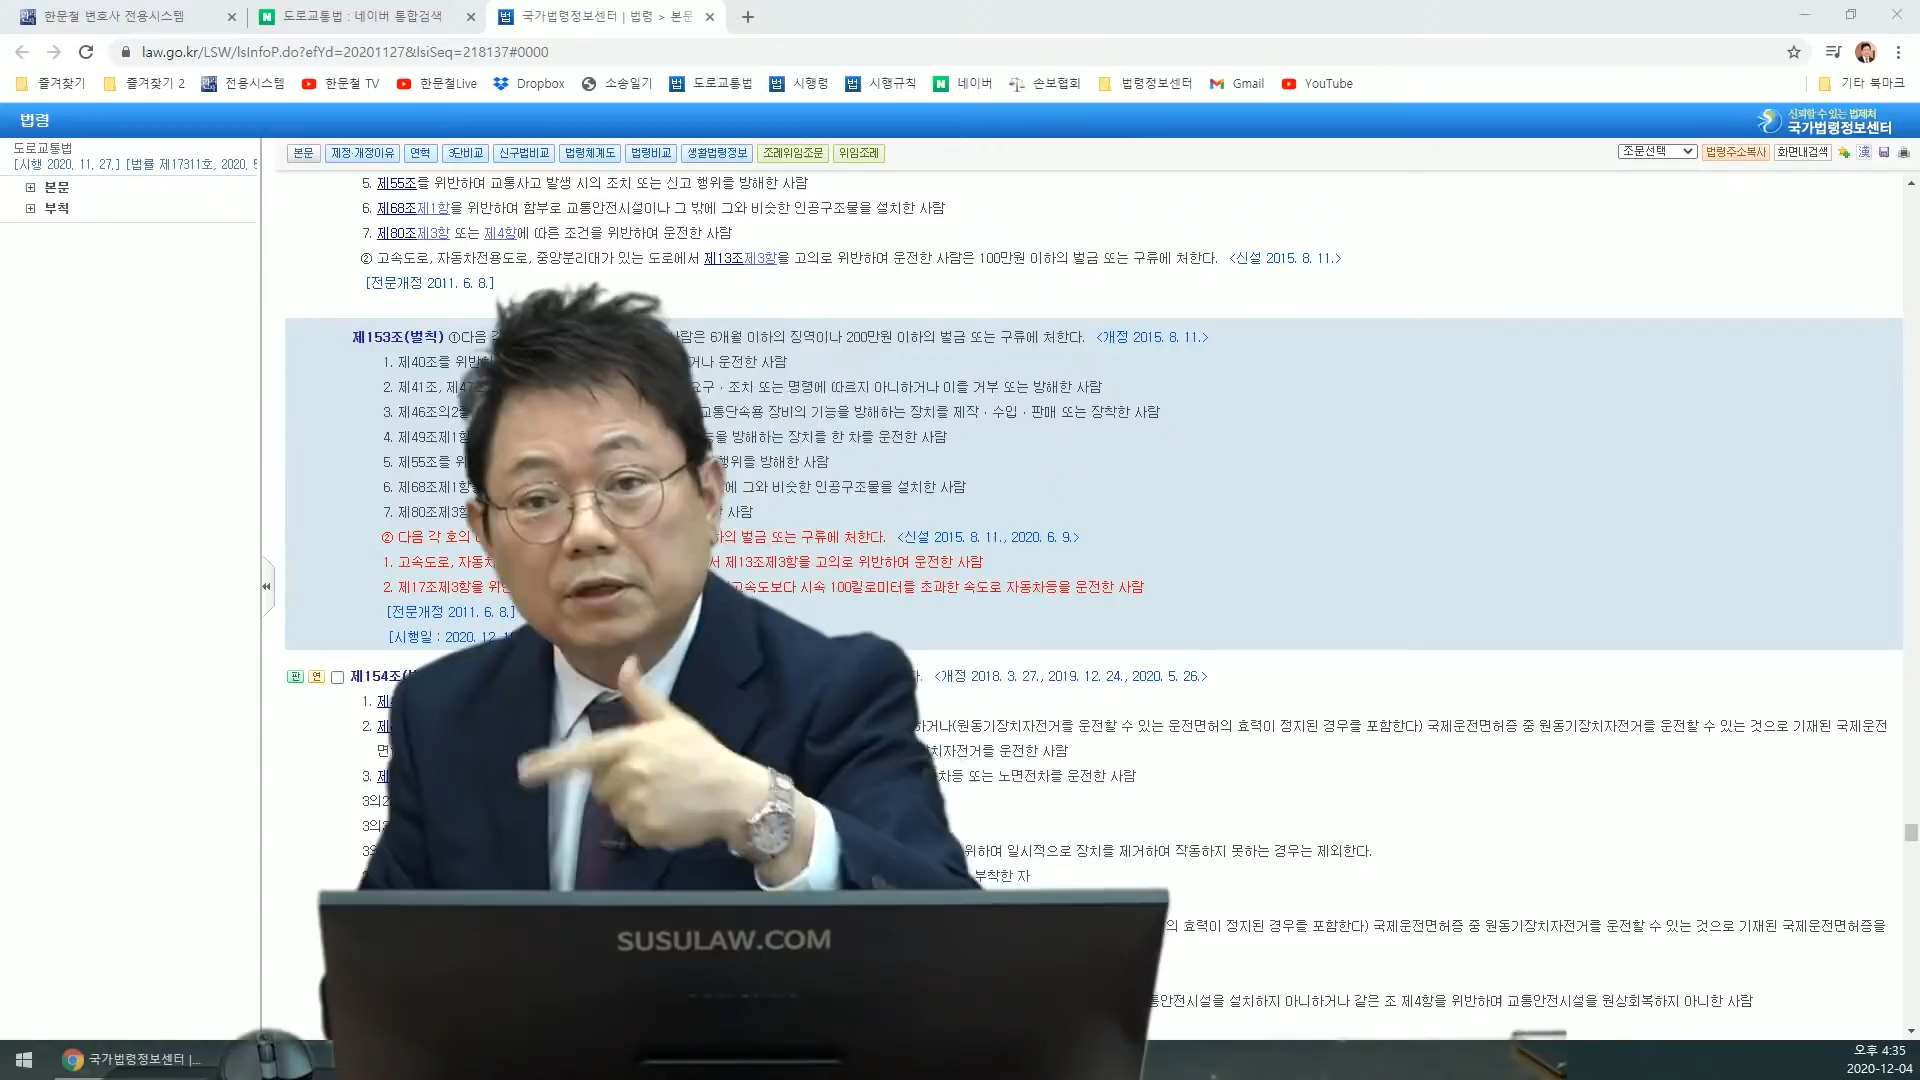 한문철 변호사 전용시스템
도로교통법 : 네이버 통합검색
국가법령정보센터 | 법령 > 본문
law.go.kr/LSW/lsInfoP.do?efYd=20201127&lsiSeq=218137#0000
즐겨찾기
즐겨찾기 2
전용시스템
한문철 TV
한문철Live
Dropbox
소송일기
도로교통법
시행령
시행규칙
네이버
손보협회
법령정보센터
Gmail
YouTube
기타 북마크
법령
신뢰할 수 있는 법제처
국가법령정보센터
도로교통법
[시행 2020. 11. 27.] [법률 제17311호, 2020. 5
본문
부칙
본문 제정·개정이유 연혁 3단비교 신구법비교 법령체계도 법령비교 생활법령정보 조례위임조문 위임조례
조문선택 법령주소복사 화면내검색 漢
5. 제55조를 위반하여 교통사고 발생 시의 조치 또는 신고 행위를 방해한 사람
6. 제68조제1항을 위반하여 함부로 교통안전시설이나 그 밖에 그와 비슷한 인공구조물을 설치한 사람
7. 제80조제3항 또는 제4항에 따른 조건을 위반하여 운전한 사람
② 고속도로, 자동차전용도로, 중앙분리대가 있는 도로에서 제13조제3항을 고의로 위반하여 운전한 사람은 100만원 이하의 벌금 또는 구류에 처한다. <신설 2015. 8. 11.>
[전문개정 2011. 6. 8.]
제153조(벌칙) ①다음 각 사람은 6개월 이하의 징역이나 200만원 이하의 벌금 또는 구류에 처한다. <개정 2015. 8. 11.>
1. 제40조를 위반하 거나 운전한 사람
2. 제41조, 제47 요구ㆍ조치 또는 명령에 따르지 아니하거나 이를 거부 또는 방해한 사람
3. 제46조의2를 교통단속용 장비의 기능을 방해하는 장치를 제작ㆍ수입ㆍ판매 또는 장착한 사람
4. 제49조제1항 능을 방해하는 장치를 한 차를 운전한 사람
5. 제55조를 위 행위를 방해한 사람
6. 제68조제1항 에 그와 비슷한 인공구조물을 설치한 사람
7. 제80조제3항 사람
② 다음 각 호의 하의 벌금 또는 구류에 처한다. <신설 2015. 8. 11., 2020. 6. 9.>
1. 고속도로, 자동차 서 제13조제3항을 고의로 위반하여 운전한 사람
2. 제17조제3항을 위반 고속도보다 시속 100킬로미터를 초과한 속도로 자동차등을 운전한 사람
[전문개정 2011. 6. 8.]
[시행일 : 2020. 12. 1
판 연 제154조( . <개정 2018. 3. 27., 2019. 12. 24., 2020. 5. 26.>
1. 제
2. 제 하거나(원동기장치자전거를 운전할 수 있는 운전면허의 효력이 정지된 경우를 포함한다) 국제운전면허증 중 원동기장치자전거를 운전할 수 있는 것으로 기재된 국제운전
면 장치자전거를 운전한 사람
3. 제 차등 또는 노면전차를 운전한 사람
3의2
3의
3의 위하여 일시적으로 장치를 제거하여 작동하지 못하는 경우는 제외한다.
부착한 자
의 효력이 정지된 경우를 포함한다) 국제운전면허증 중 원동기장치자전거를 운전할 수 있는 것으로 기재된 국제운전면허증을
통안전시설을 설치하지 아니하거나 같은 조 제4항을 위반하여 교통안전시설을 원상회복하지 아니한 사람
SUSULAW.COM
국가법령정보센터 |...
오후 4:35
2020-12-04